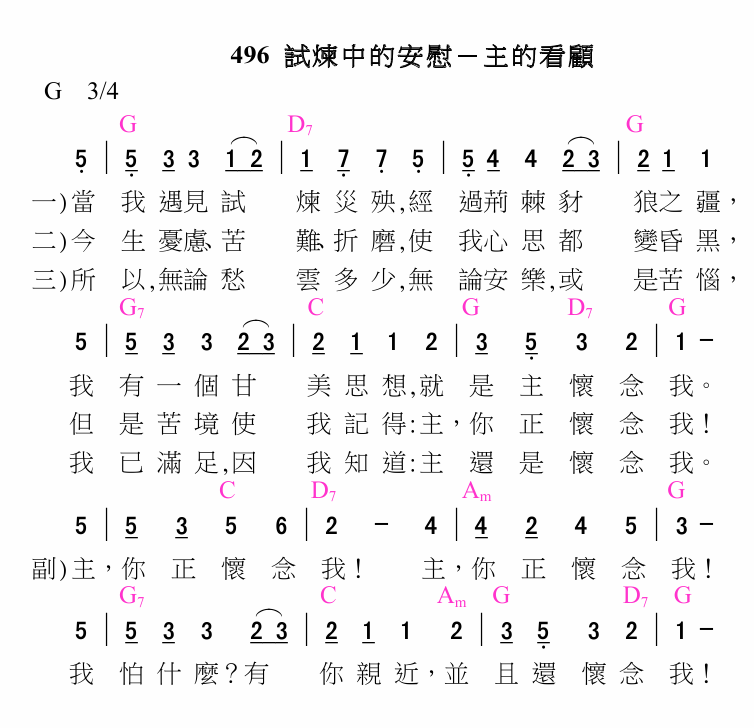 496 試煉中的安慰－主的看顧
G 3/4
G D7 G
5 | 5 3 3 1 2 | 1 7 7 5 | 5 4 4 2 3 | 2 1 1
一)當 我 遇見 試 煉 災 殃,經 過荊 棘 豺 狼之 疆，
二)今 生 憂慮、苦 難、折 磨,使 我心 思 都 變昏 黑，
三)所 以,無論 愁 雲 多 少,無 論安 樂,或 是苦 惱，
G7 C G D7 G
5 | 5 3 3 2 3 | 2 1 1 2 | 3 5 3 2 | 1 －
我 有 一 個 甘 美 思 想,就 是 主 懷 念 我。
但 是 苦 境 使 我 記 得:主，你 正 懷 念 我！
我 已 滿 足,因 我 知 道:主 還 是 懷 念 我。
C D7 Am G
5 | 5 3 5 6 | 2 － 4 | 4 2 4 5 | 3 －
副)主，你 正 懷 念 我！ 主，你 正 懷 念 我！
G7 C Am G D7 G
5 | 5 3 3 2 3 | 2 1 1 2 | 3 5 3 2 | 1 －
我 怕 什 麼？有 你 親 近，並 且 還 懷 念 我！